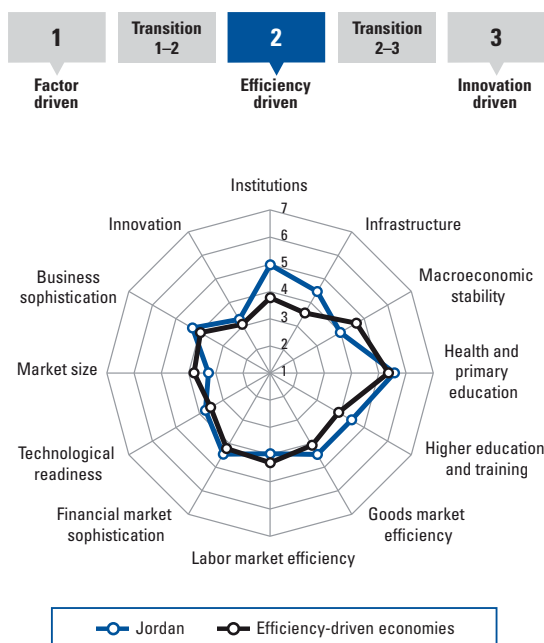 1
Transition
1–2
2
Transition
2–3
3
Factor
driven
Efficiency
driven
Innovation
driven
Institutions
7
Innovation
Infrastructure
6
Business
sophistication
5
Macroeconomic
stability
4
3
2
Market size
1
Health and
primary
education
Technological
readiness
Higher education
and training
Financial market
sophistication
Goods market
efficiency
Labor market efficiency
Jordan
Efficiency-driven economies